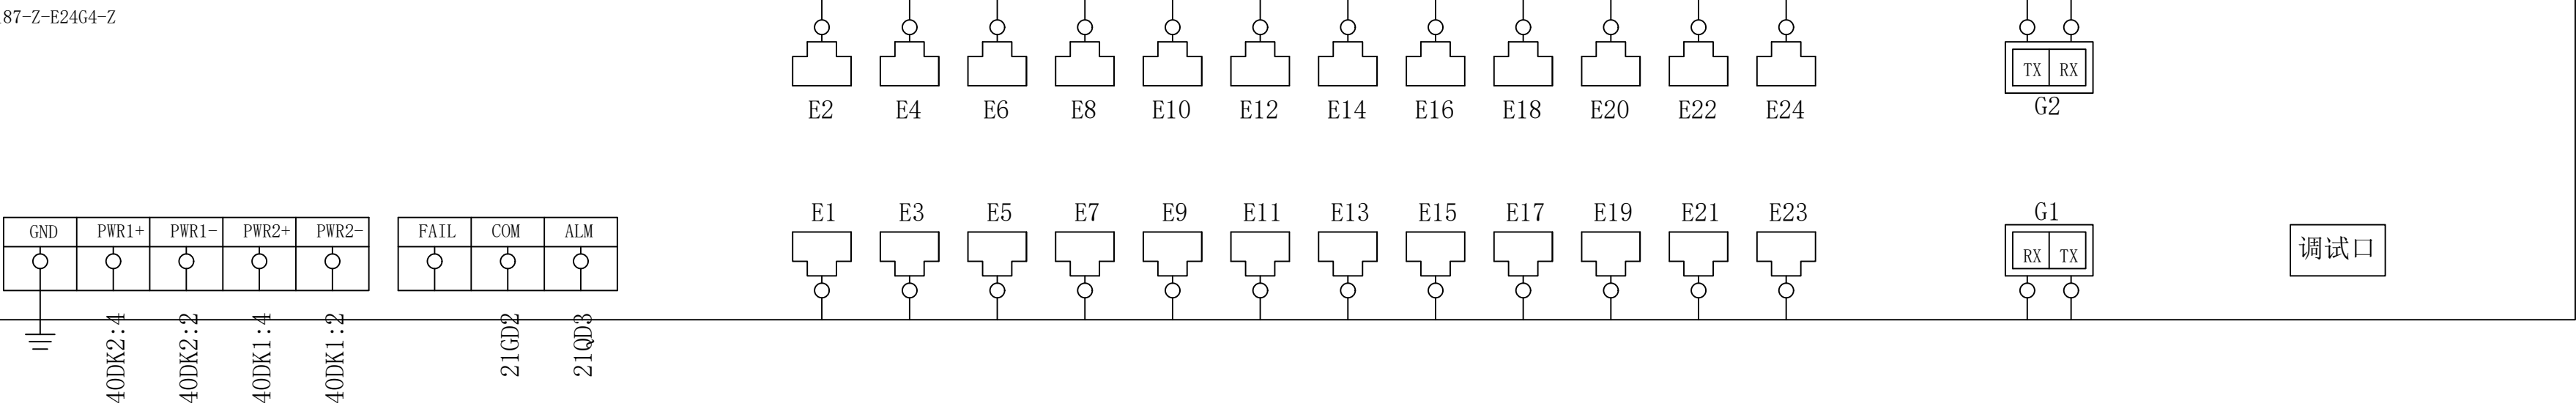 87-Z-E24G4-Z
E2 E4 E6 E8 E10 E12 E14 E16 E18 E20 E22 E24
TX RX
G2
E1 E3 E5 E7 E9 E11 E13 E15 E17 E19 E21 E23
G1
GND PWR1+ PWR1- PWR2+ PWR2- FAIL COM ALM
RX TX
调试口
40DK2:4
40DK2:2
40DK1:4
40DK1:2
21GD2
21QD3